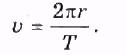 υ = 2πr / T.